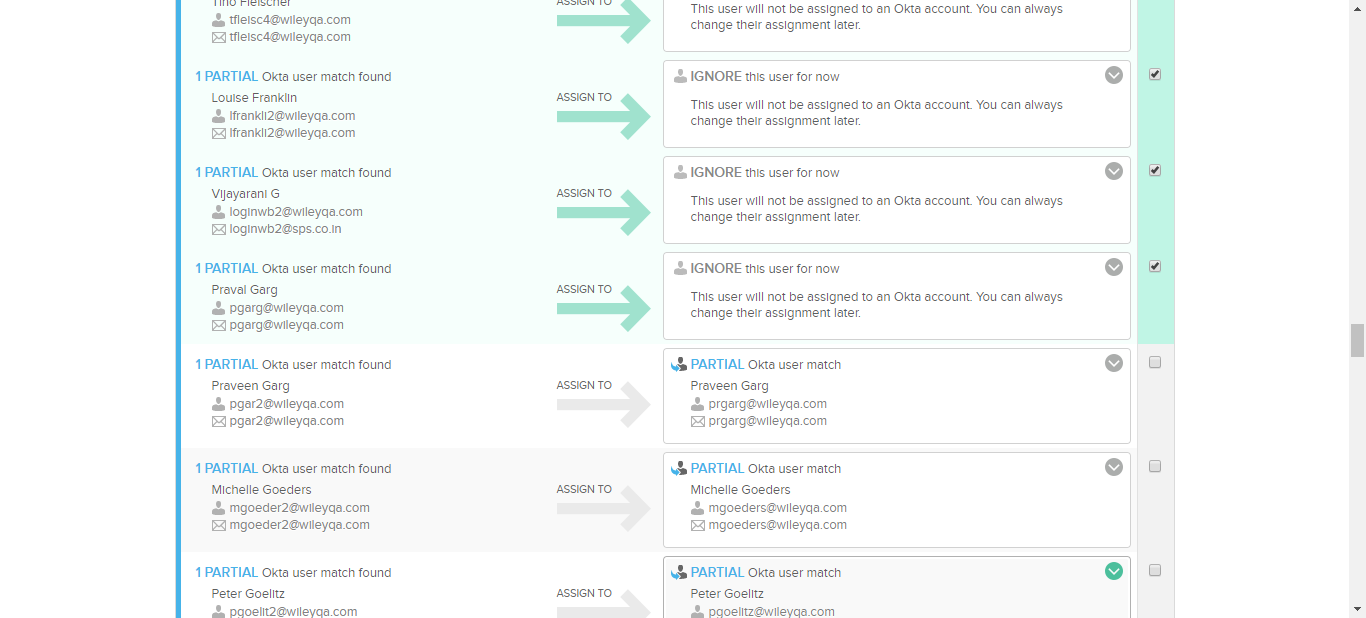 Tino Fleischer
tfleisc4@wileyqa.com
tfleisc4@wileyqa.com
ASSIGN TO
This user will not be assigned to an Okta account. You can always
change their assignment later.
1 PARTIAL Okta user match found
Louise Franklin
lfrankli2@wileyqa.com
lfrankli2@wileyqa.com
ASSIGN TO
IGNORE this user for now
This user will not be assigned to an Okta account. You can always
change their assignment later.
1 PARTIAL Okta user match found
Vijayarani G
loginwb2@wileyqa.com
loginwb2@sps.co.in
ASSIGN TO
IGNORE this user for now
This user will not be assigned to an Okta account. You can always
change their assignment later.
1 PARTIAL Okta user match found
Praval Garg
pgarg@wileyqa.com
pgarg@wileyqa.com
ASSIGN TO
IGNORE this user for now
This user will not be assigned to an Okta account. You can always
change their assignment later.
1 PARTIAL Okta user match found
Praveen Garg
pgar2@wileyqa.com
pgar2@wileyqa.com
ASSIGN TO
PARTIAL Okta user match
Praveen Garg
prgarg@wileyqa.com
prgarg@wileyqa.com
1 PARTIAL Okta user match found
Michelle Goeders
mgoeder2@wileyqa.com
mgoeder2@wileyqa.com
ASSIGN TO
PARTIAL Okta user match
Michelle Goeders
mgoeders@wileyqa.com
mgoeders@wileyqa.com
1 PARTIAL Okta user match found
Peter Goelitz
pgoelit2@wileyqa.com
ASSIGN TO
PARTIAL Okta user match
Peter Goelitz
pgoelitz@wileyqa.com